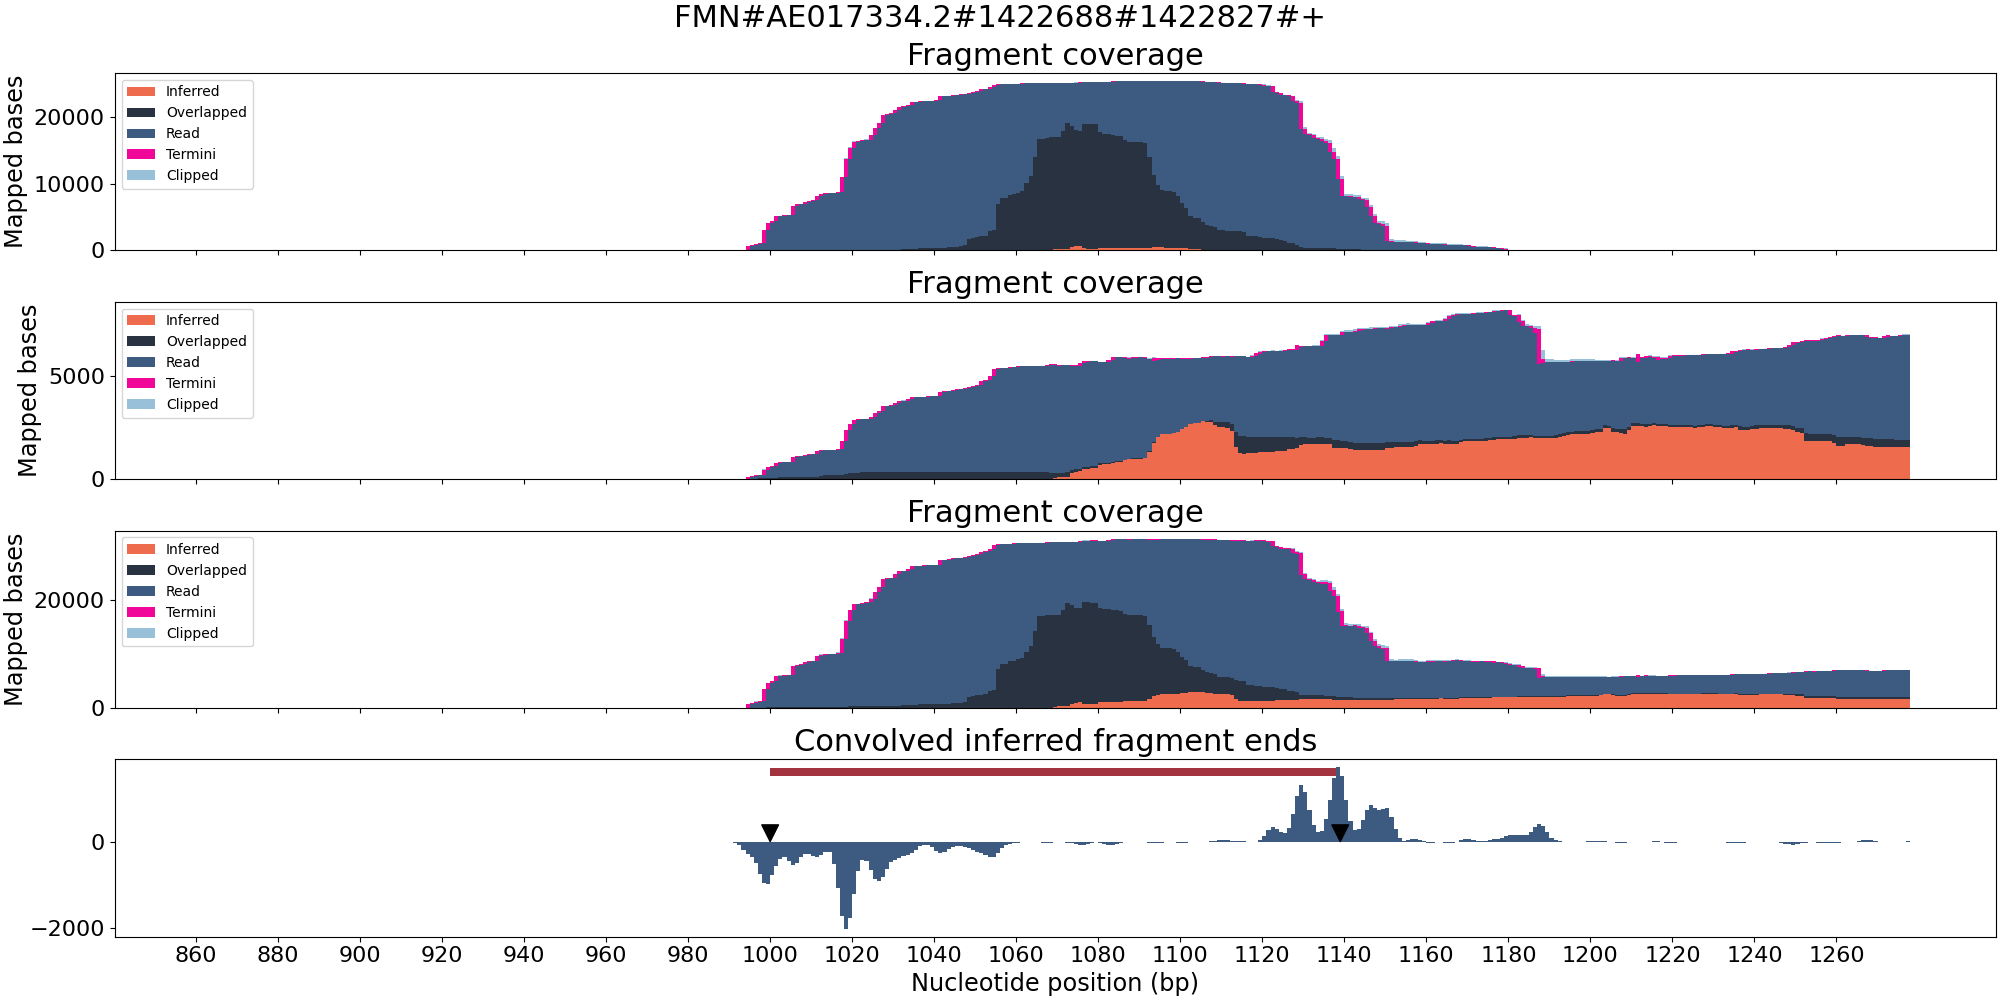 FMN#AE017334.2#1422688#1422827#+
Fragment coverage
Mapped bases
20000
10000
0
Inferred
Overlapped
Read
Termini
Clipped
Fragment coverage
Mapped bases
5000
0
Inferred
Overlapped
Read
Termini
Clipped
Fragment coverage
Mapped bases
20000
0
Inferred
Overlapped
Read
Termini
Clipped
Convolved inferred fragment ends
0
−2000
860 880 900 920 940 960 980 1000 1020 1040 1060 1080 1100 1120 1140 1160 1180 1200 1220 1240 1260
Nucleotide position (bp)